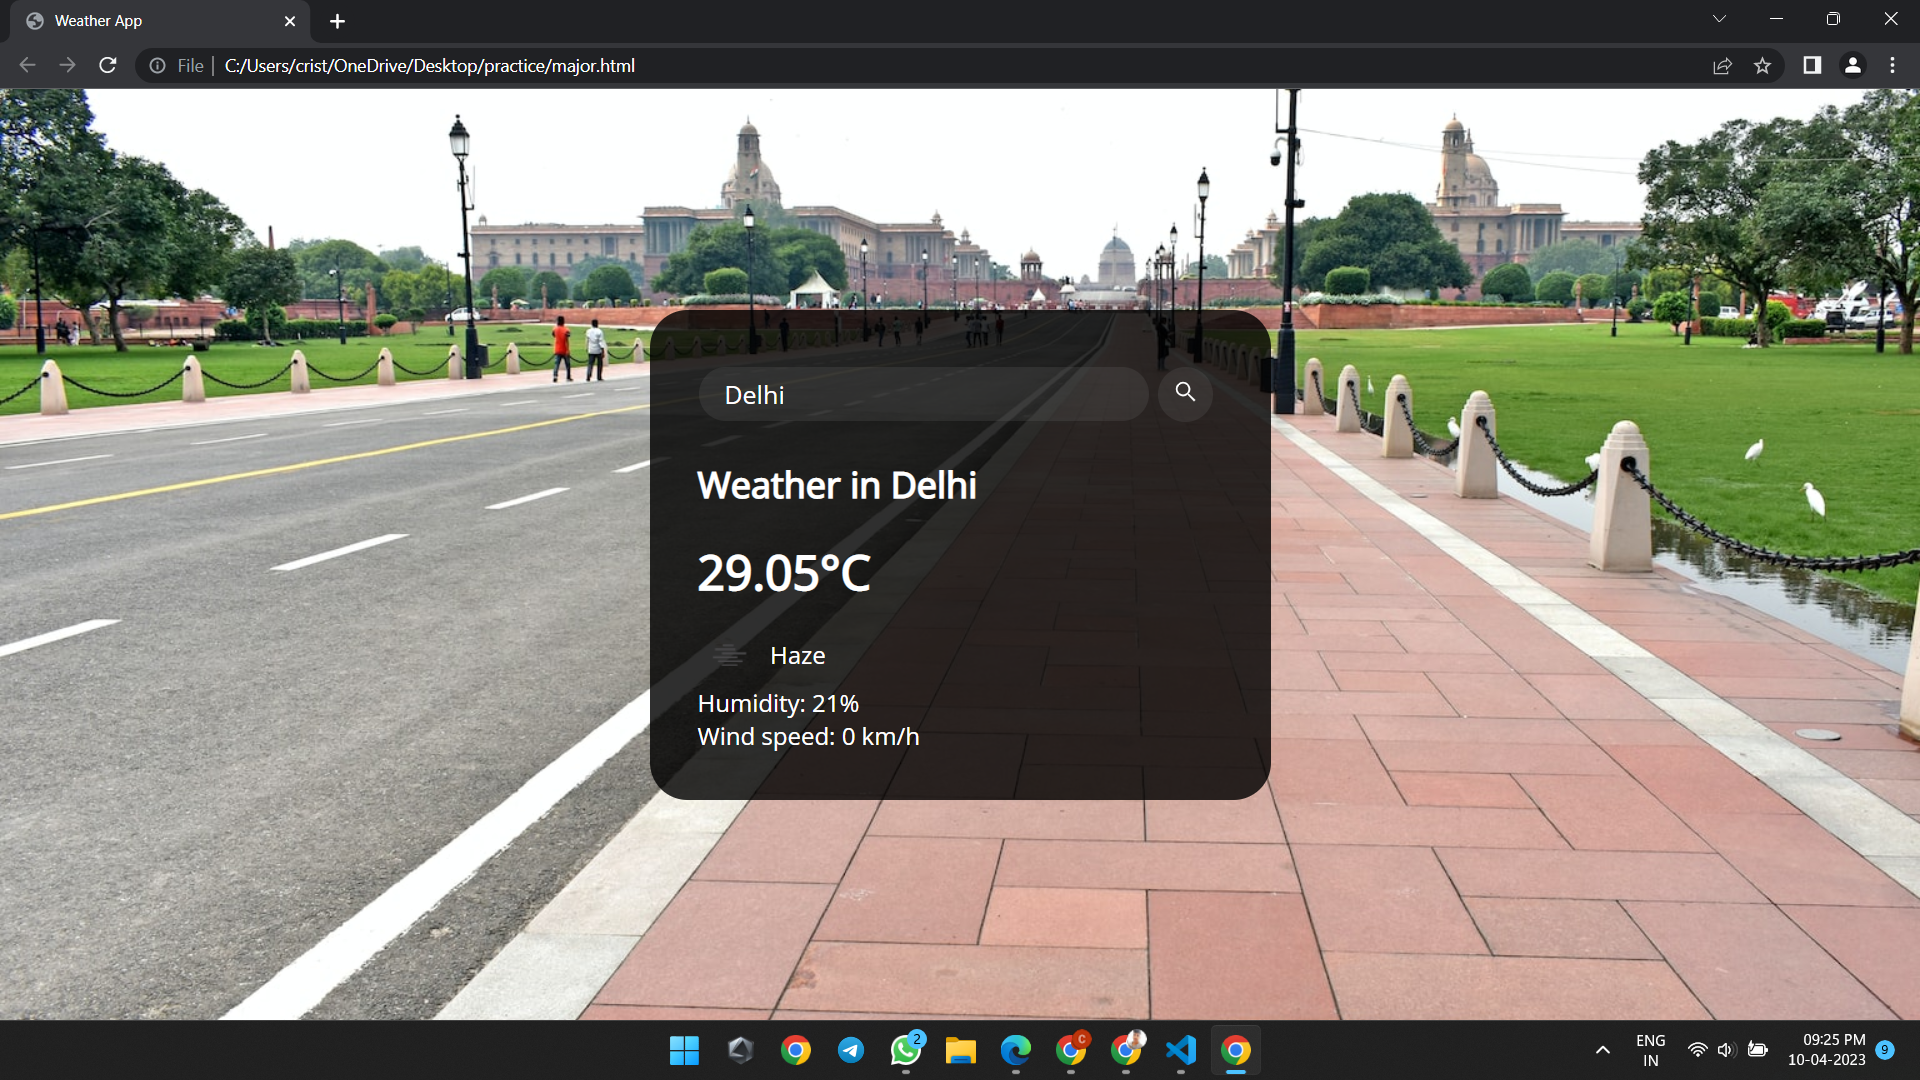 Weather App
File
C:/Users/crist/OneDrive/Desktop/practice/major.html
Delhi
Weather in Delhi
29.05°C
Haze
Humidity: 21%
Wind speed: 0 km/h
2
C
ENG
IN
09:25 PM
10-04-2023
9